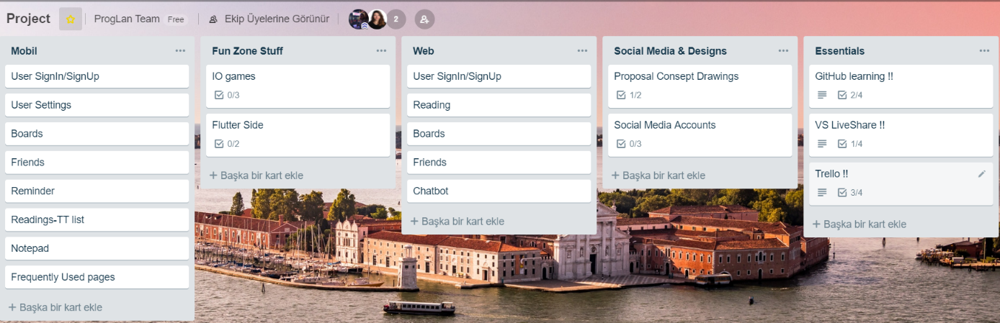 Project
ProgLan Team Free
Ekip Üyelerine Görünür
2
Mobil
User SignIn/SignUp
User Settings
Boards
Friends
Reminder
Readings-TT list
Notepad
Frequently Used pages
+ Başka bir kart ekle
Fun Zone Stuff
IO games
0/3
Flutter Side
0/2
+ Başka bir kart ekle
Web
User SignIn/SignUp
Reading
Boards
Friends
Chatbot
+ Başka bir kart ekle
Social Media & Designs
Proposal Consept Drawings
1/2
Social Media Accounts
0/3
+ Başka bir kart ekle
Essentials
GitHub learning !!
2/4
VS LiveShare !!
1/4
Trello !!
3/4
+ Başka bir kart ekle